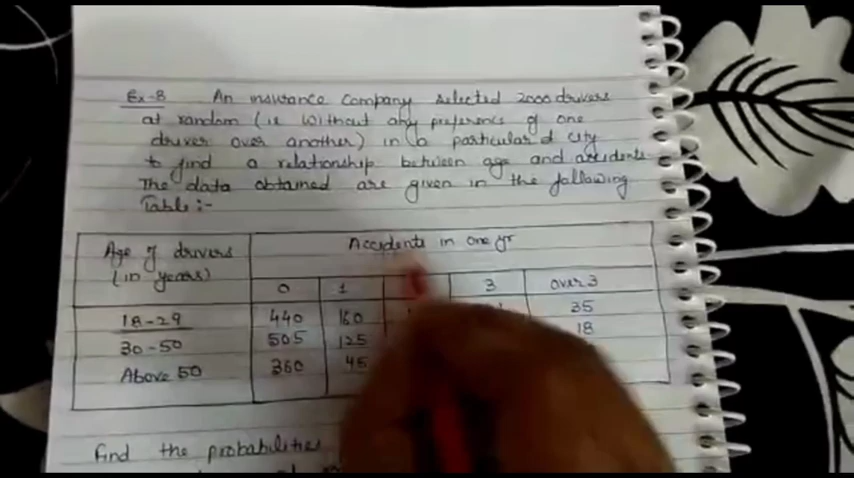 Ex-8 An insurance company selected 2000 drivers
at random (ie without any preference of one
driver over another) in a particular d city
to find a relationship between age and accidents
The data obtained are given in the following
Table:-
Age of drivers (in years) Accidents in one yr
0 1 3 over 3
18-29 440 160 35
30-50 505 125 18
Above 50 360 45
find the probabilities